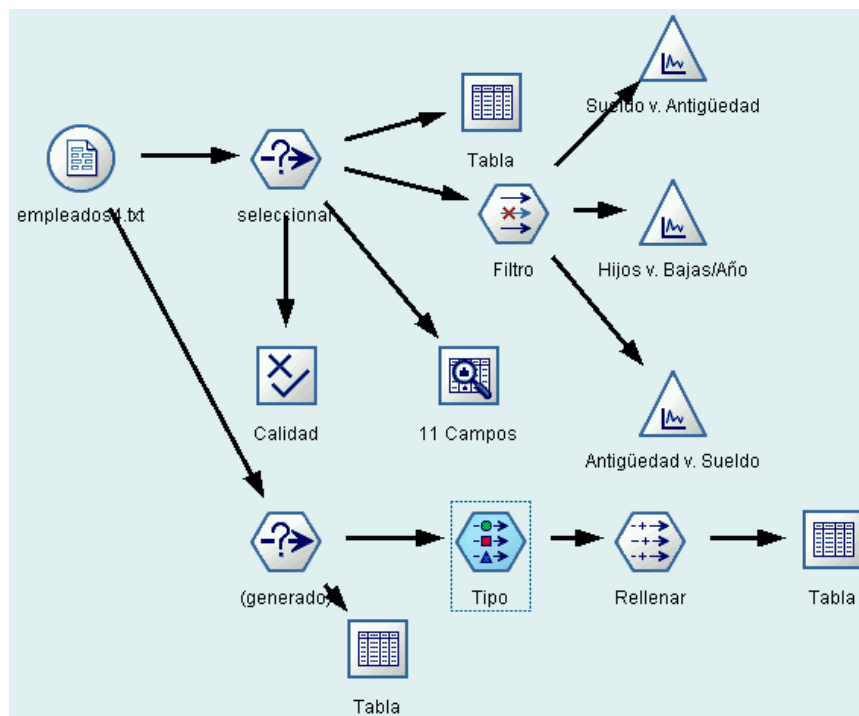 Sueldo v. Antigüedad
Tabla
empleados4.txt
seleccionar
Filtro
Hijos v. Bajas/Año
Calidad
11 Campos
Antigüedad v. Sueldo
(generado)
Tipo
Rellenar
Tabla
Tabla